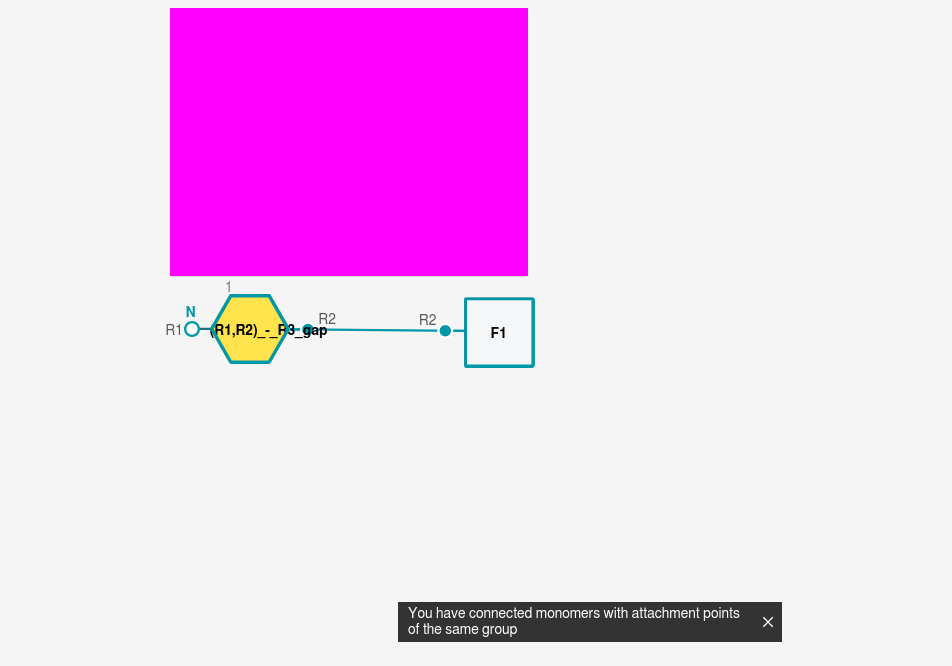 1
N
R1
(R1,R2)_-_R3_gap
R2
R2
F1
You have connected monomers with attachment points
of the same group